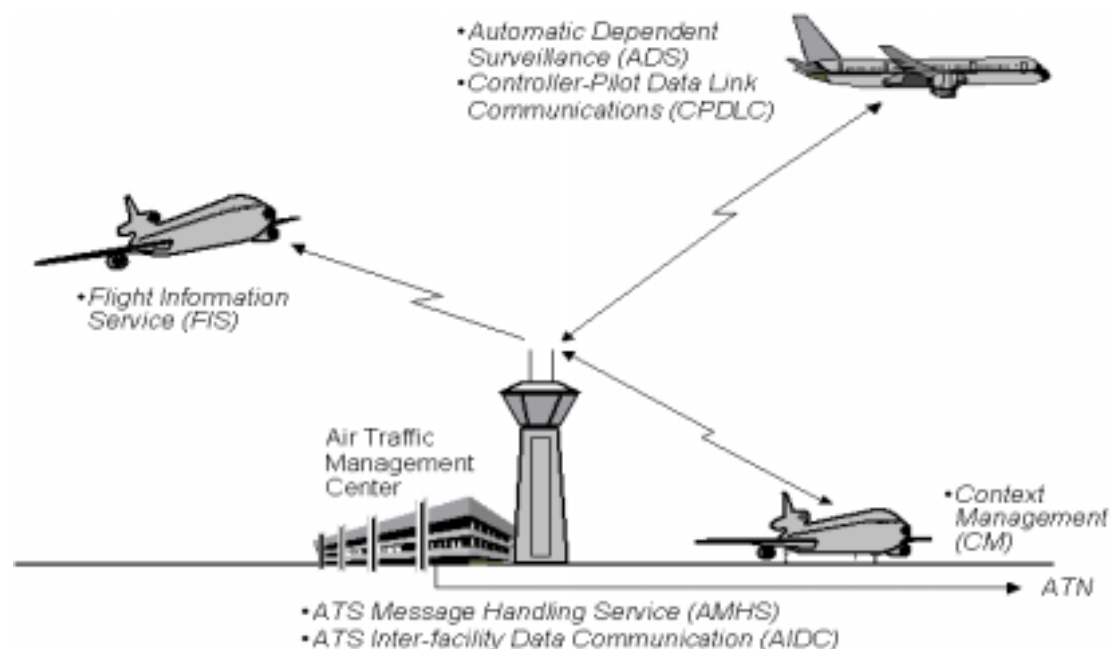 •Automatic Dependent
Surveillance (ADS)
•Controller-Pilot Data Link
Communications (CPDLC)
•Flight Information
Service (FIS)
Air Traffic
Management
Center
•Context
Management
(CM)
ATN
•ATS Message Handling Service (AMHS)
•ATS Inter-facility Data Communication (AIDC)